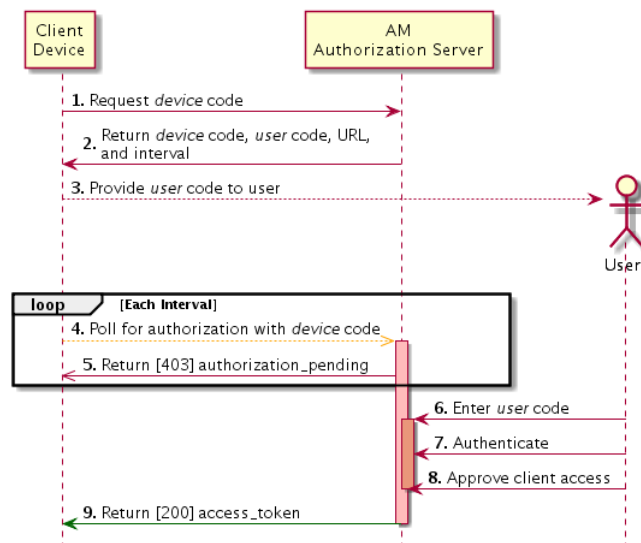 Client
Device
AM
Authorization Server
1. Request device code
2. Return device code, user code, URL,
and interval
3. Provide user code to user
User
loop [Each Interval]
4. Poll for authorization with device code
5. Return [403] authorization_pending
6. Enter user code
7. Authenticate
8. Approve client access
9. Return [200] access_token